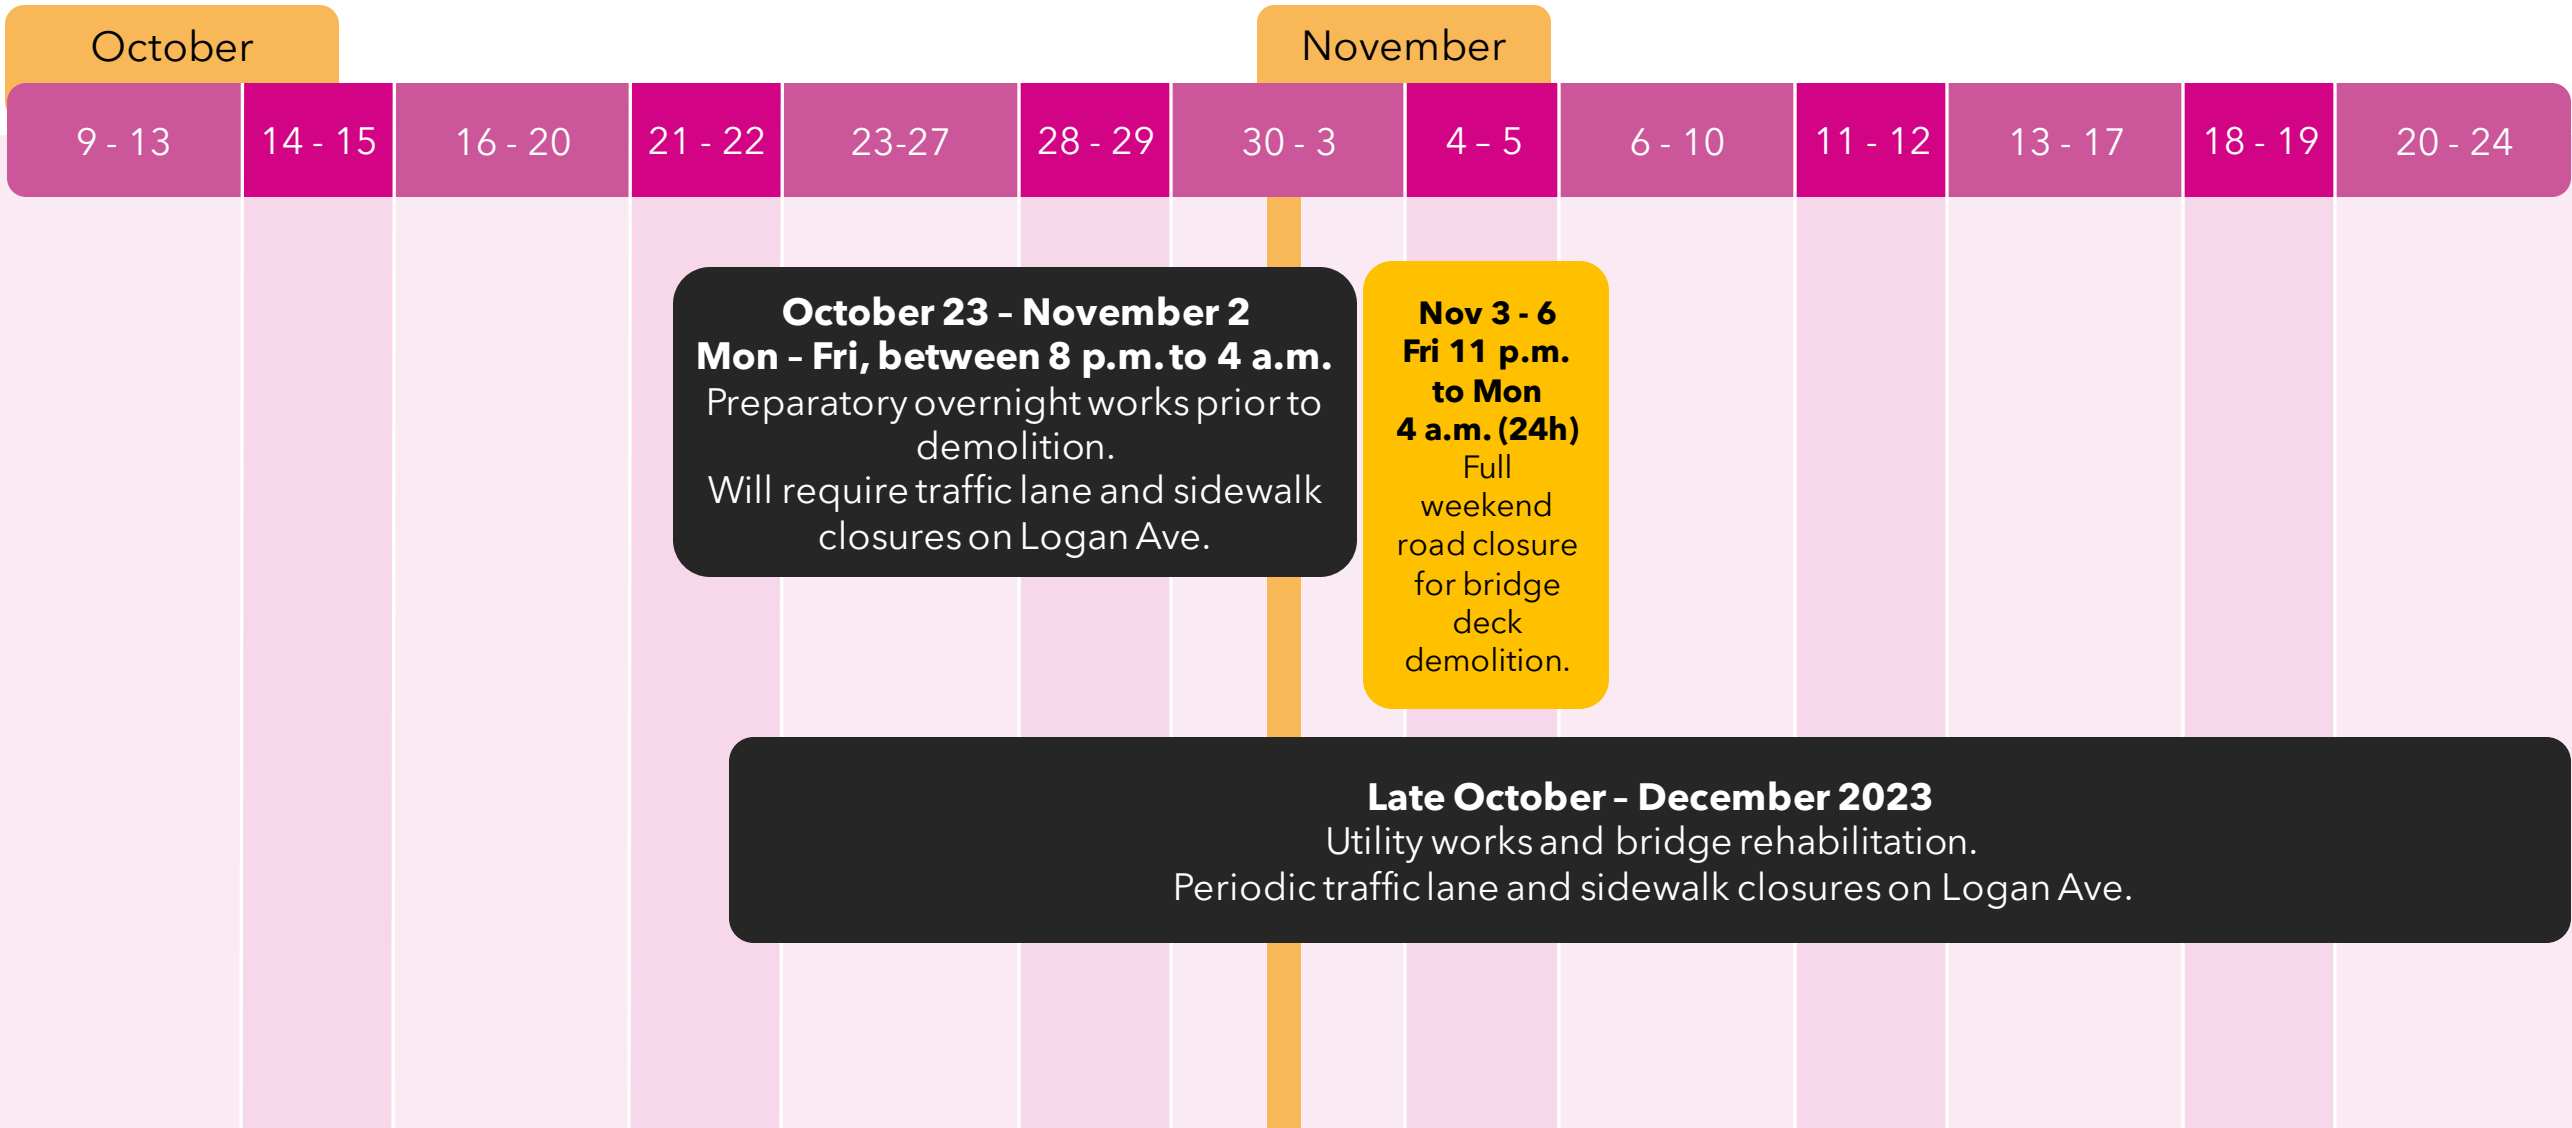 October
November
9 - 13
14 - 15
16 - 20
21 - 22
23-27
28 - 29
30 - 3
4 – 5
6 - 10
11 - 12
13 - 17
18 - 19
20 - 24
October 23 – November 2
Mon – Fri, between 8 p.m. to 4 a.m.
Preparatory overnight works prior to
demolition.
Will require traffic lane and sidewalk
closures on Logan Ave.
Nov 3 - 6
Fri 11 p.m.
to Mon
4 a.m. (24h)
Full
weekend
road closure
for bridge
deck
demolition.
Late October – December 2023
Utility works and bridge rehabilitation.
Periodic traffic lane and sidewalk closures on Logan Ave.